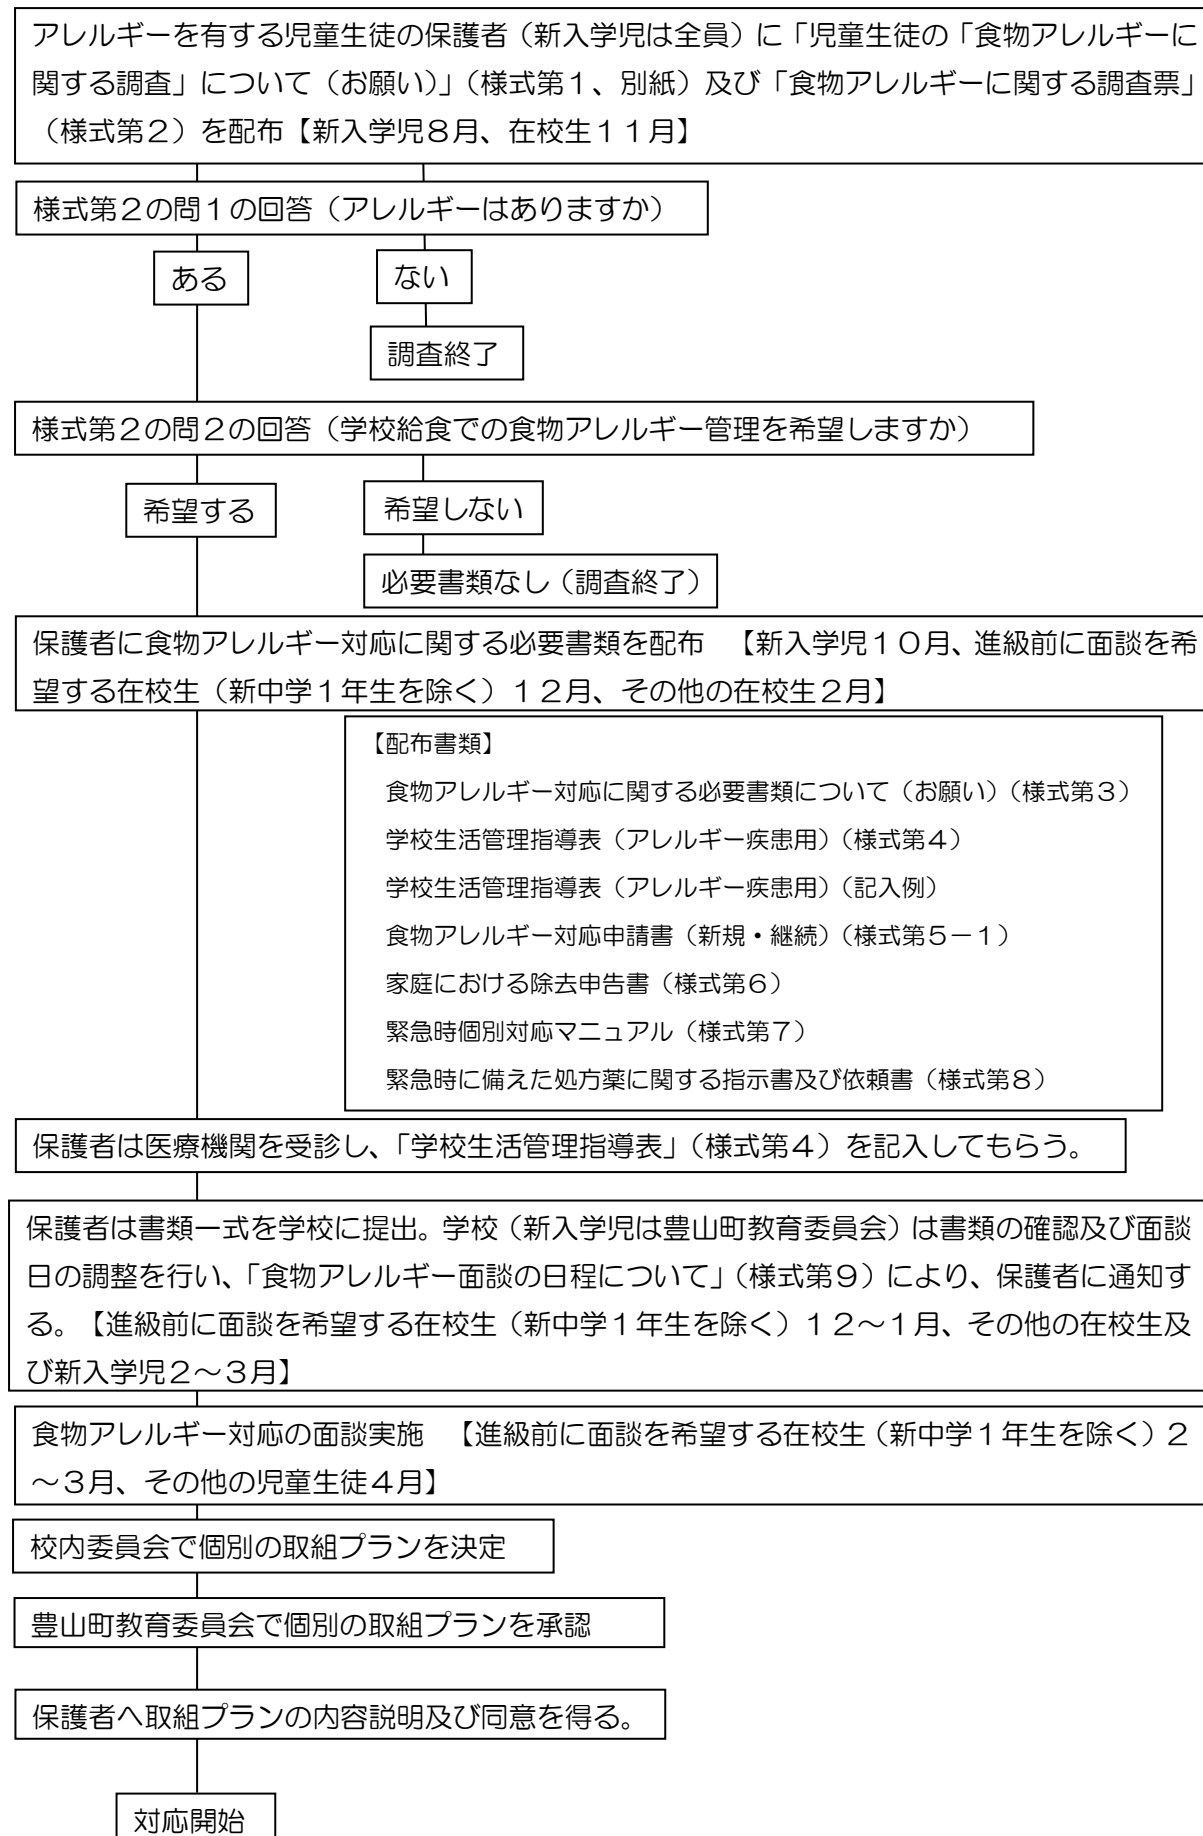 アレルギーを有する児童生徒の保護者（新入学児は全員）に「児童生徒の「食物アレルギーに
関する調査」について（お願い）」（様式第１、別紙）及び「食物アレルギーに関する調査票」
（様式第２）を配布【新入学児８月、在校生１１月】
様式第２の問１の回答（アレルギーはありますか）
ある
ない
調査終了
様式第２の問２の回答（学校給食での食物アレルギー管理を希望しますか）
希望する
希望しない
必要書類なし（調査終了）
保護者に食物アレルギー対応に関する必要書類を配布　【新入学児１０月、進級前に面談を希
望する在校生（新中学１年生を除く）１２月、その他の在校生２月】
【配布書類】
食物アレルギー対応に関する必要書類について（お願い）（様式第３）
学校生活管理指導表（アレルギー疾患用）（様式第４）
学校生活管理指導表（アレルギー疾患用）（記入例）
食物アレルギー対応申請書（新規・継続）（様式第５－１）
家庭における除去申告書（様式第６）
緊急時個別対応マニュアル（様式第７）
緊急時に備えた処方薬に関する指示書及び依頼書（様式第８）
保護者は医療機関を受診し、「学校生活管理指導表」（様式第４）を記入してもらう。
保護者は書類一式を学校に提出。学校（新入学児は豊山町教育委員会）は書類の確認及び面談
日の調整を行い、「食物アレルギー面談の日程について」（様式第９）により、保護者に通知す
る。【進級前に面談を希望する在校生（新中学１年生を除く）１２～１月、その他の在校生及
び新入学児２～３月】
食物アレルギー対応の面談実施　【進級前に面談を希望する在校生（新中学１年生を除く）２
～３月、その他の児童生徒４月】
校内委員会で個別の取組プランを決定
豊山町教育委員会で個別の取組プランを承認
保護者へ取組プランの内容説明及び同意を得る。
対応開始